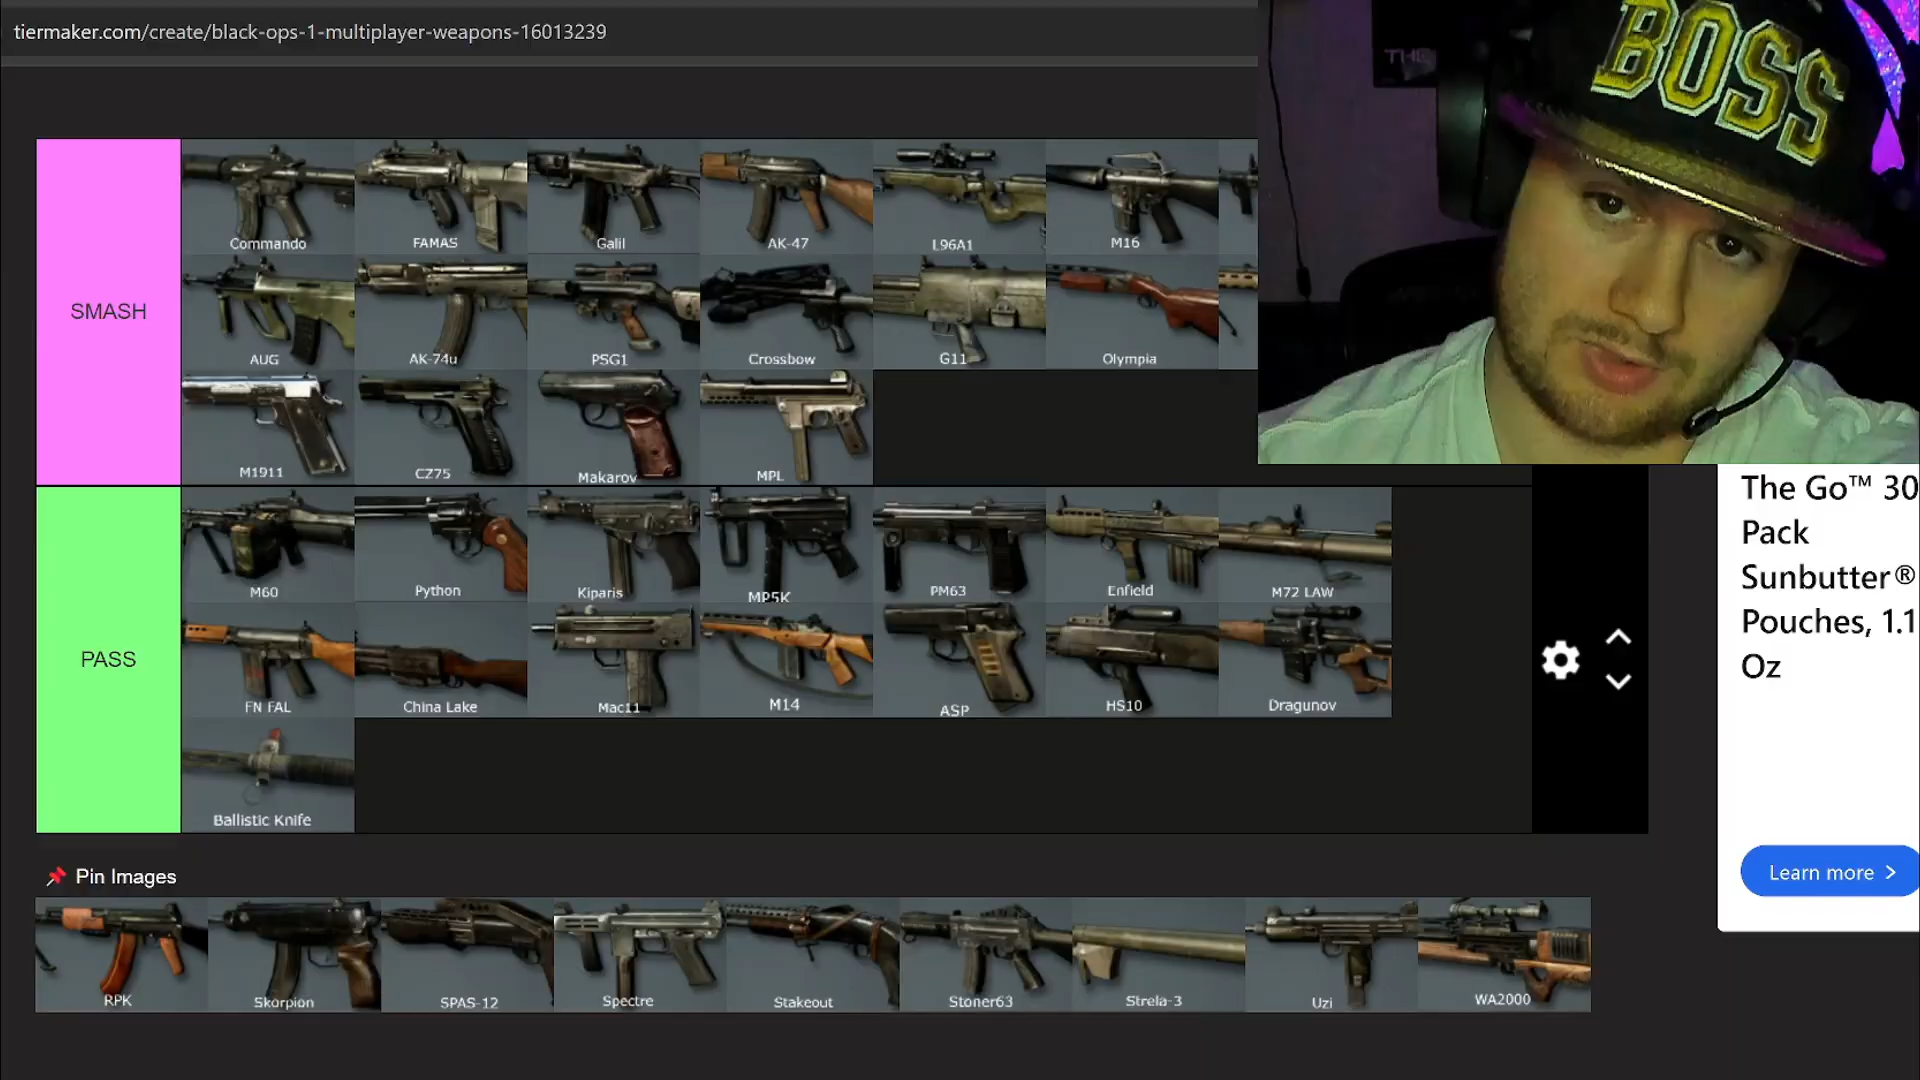 tiermaker.com/create/black-ops-1-multiplayer-weapons-16013239
THE
BOSS
SMASH
Commando FAMAS Galil AK-47 L96A1 M16
AUG AK-74u PSG1 Crossbow G11 Olympia
M1911 CZ75 Makarov MPL
PASS
M60 Python Kiparis MP5K PM63 Enfield M72 LAW
FN FAL China Lake Mac11 M14 ASP HS10 Dragunov
Ballistic Knife
The Go™ 30
Pack
Sunbutter®
Pouches, 1.1
Oz
Learn more >
Pin Images
RPK Skorpion SPAS-12 Spectre Stakeout Stoner63 Strela-3 Uzi WA2000